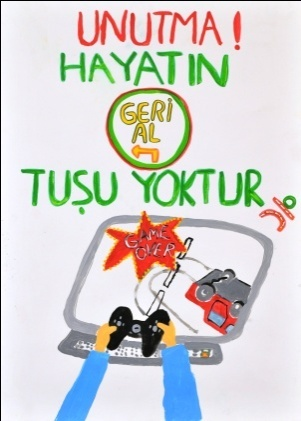 UNUTMA!
HAYATIN
GERİ
AL
TUŞU YOKTUR
GAME
OVER